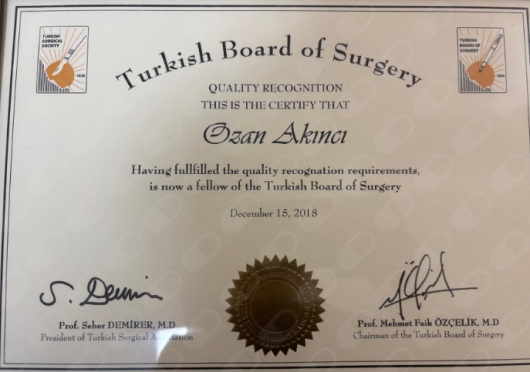 TURKISH
SURGICAL
SOCIETY
TURKISH
BOARD OF
SURGERY
Turkish Board of Surgery
QUALITY RECOGNITION
THIS IS THE CERTIFY THAT
Ozan Akıncı
Having fullfilled the quality recognation requirements,
is now a fellow of the Turkish Board of Surgery
December 15, 2018
S. Demirer
Prof. Seher DEMİRER, M.D
President of Turkish Surgical Association
Prof. Mehmet Faik ÖZÇELİK, M.D
Chairman of the Turkish Board of Surgery